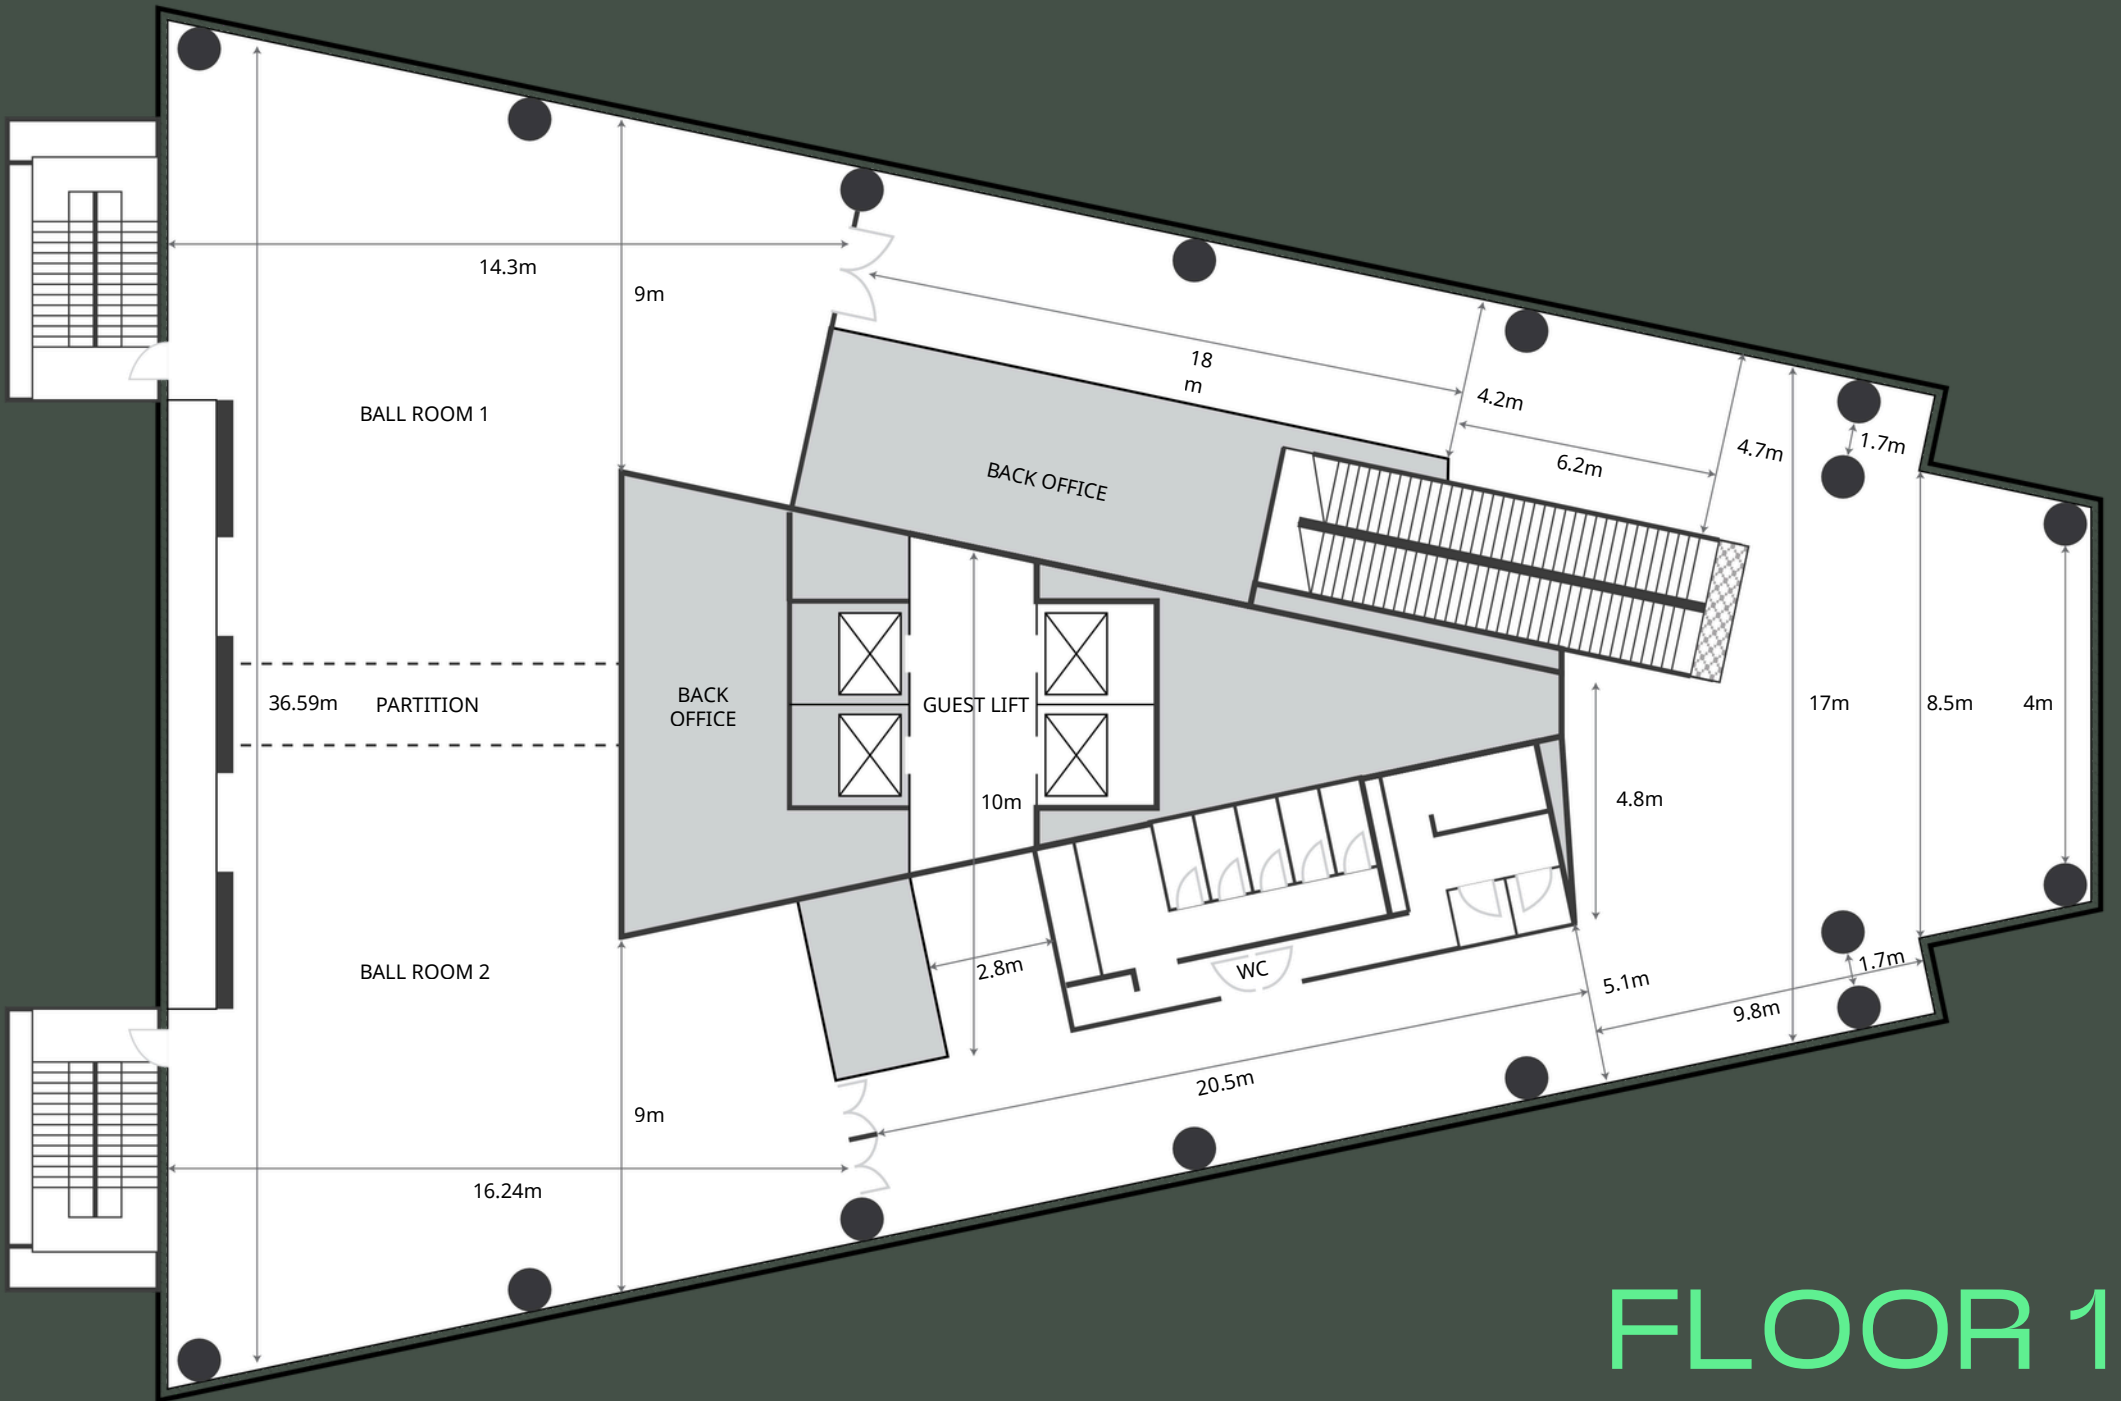 14.3m
9m
18
m
4.2m
1.7m
BALL ROOM 1
4.7m
6.2m
BACK OFFICE
BACK
OFFICE
36.59m
PARTITION
GUEST LIFT
17m
8.5m
4m
10m
4.8m
BALL ROOM 2
2.8m
WC
1.7m
5.1m
9.8m
20.5m
9m
16.24m
FLOOR 1